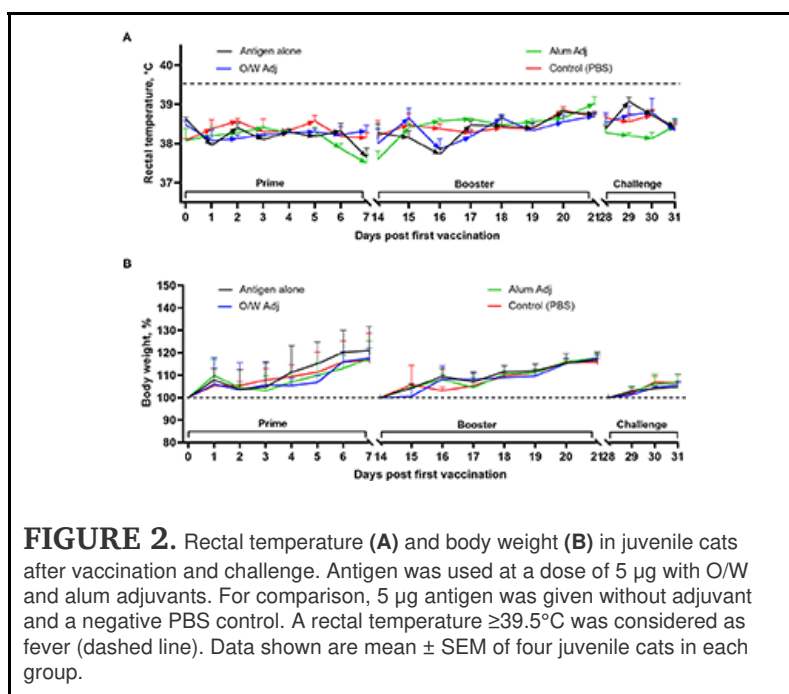 A
Antigen alone
Alum Adj
O/W Adj
Control (PBS)
Rectal temperature, °C
40
39
38
37
Prime
Booster
Challenge
0 1 2 3 4 5 6 7 14 15 16 17 18 19 20 21 28 29 30 31
Days post first vaccination
B
Antigen alone
Alum Adj
O/W Adj
Control (PBS)
Body weight, %
150
140
130
120
110
100
90
80
Prime
Booster
Challenge
0 1 2 3 4 5 6 7 14 15 16 17 18 19 20 21 28 29 30 31
Days post first vaccination
FIGURE 2. Rectal temperature (A) and body weight (B) in juvenile cats
after vaccination and challenge. Antigen was used at a dose of 5 µg with O/W
and alum adjuvants. For comparison, 5 µg antigen was given without adjuvant
and a negative PBS control. A rectal temperature ≥39.5°C was considered as
fever (dashed line). Data shown are mean ± SEM of four juvenile cats in each
group.